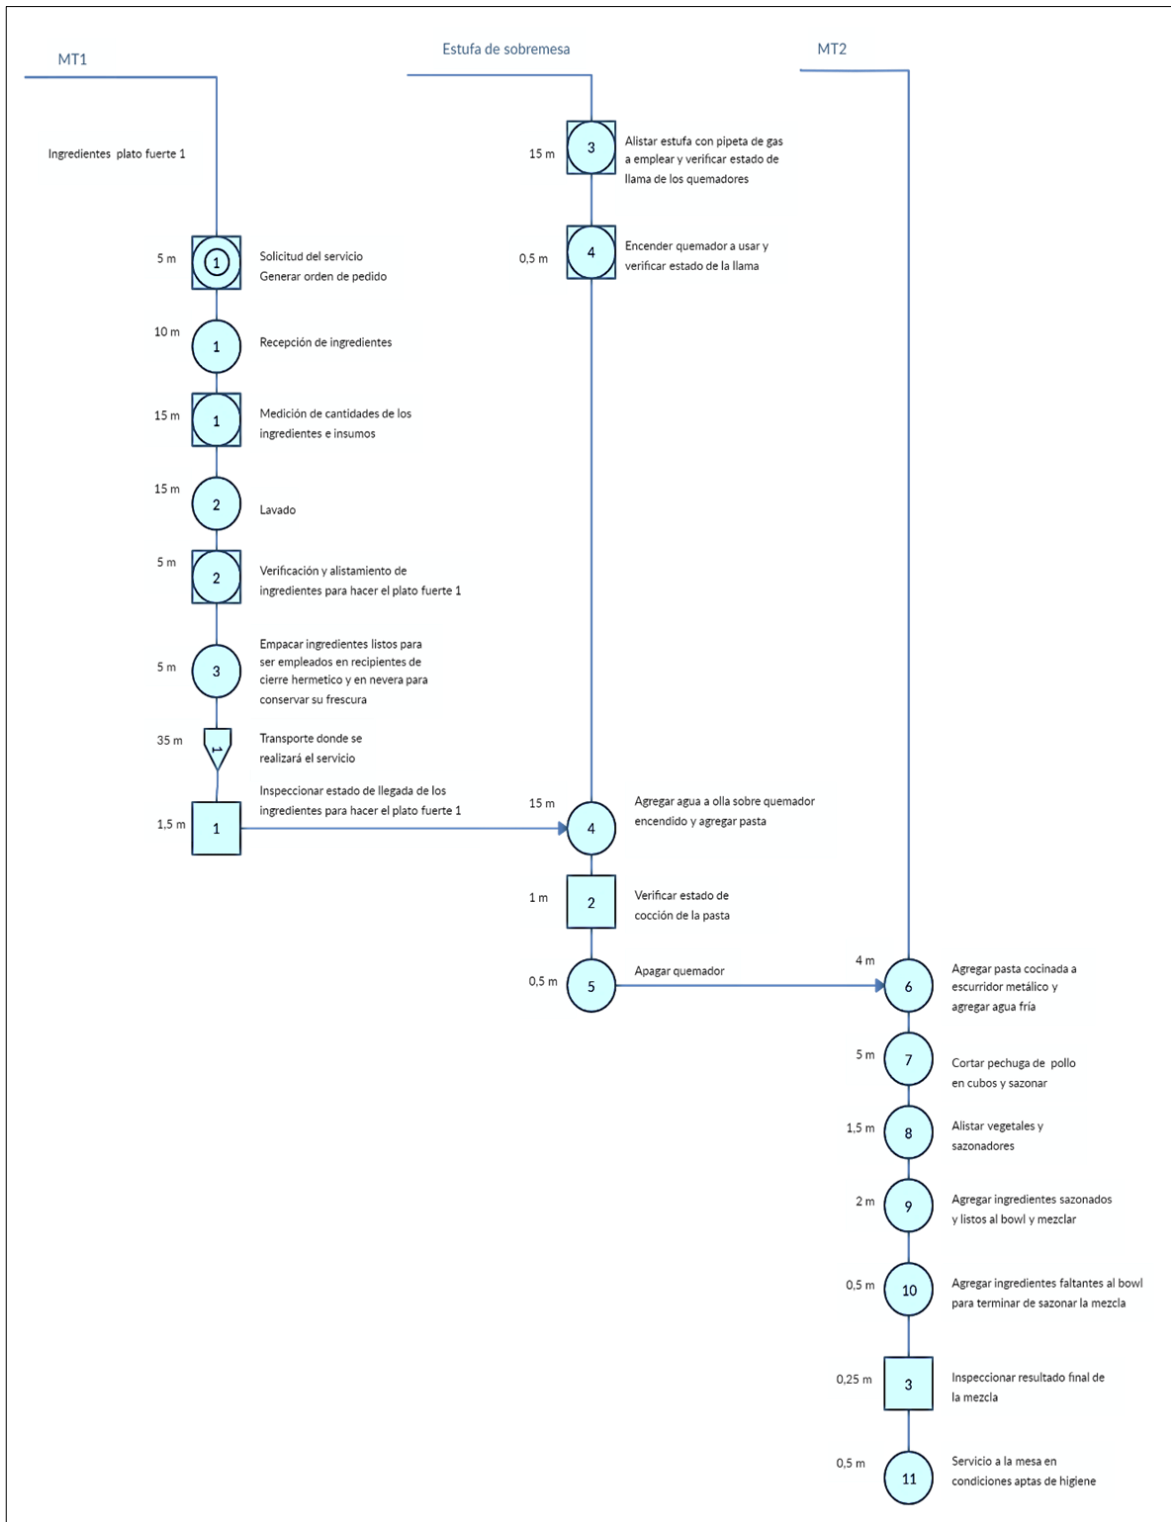 MT1
Ingredientes plato fuerte 1
5 m
1
Solicitud del servicio
Generar orden de pedido
10 m
1
Recepción de ingredientes
15 m
1
Medición de cantidades de los
ingredientes e insumos
15 m
2
Lavado
5 m
2
Verificación y alistamiento de
ingredientes para hacer el plato fuerte 1
5 m
3
Empacar ingredientes listos para
ser empleados en recipientes de
cierre hermetico y en nevera para
conservar su frescura
35 m
1
Transporte donde se
realizará el servicio
1,5 m
1
Inspeccionar estado de llegada de los
ingredientes para hacer el plato fuerte 1
Estufa de sobremesa
15 m
3
Alistar estufa con pipeta de gas
a emplear y verificar estado de
llama de los quemadores
0,5 m
4
Encender quemador a usar y
verificar estado de la llama
15 m
4
Agregar agua a olla sobre quemador
encendido y agregar pasta
1 m
2
Verificar estado de
cocción de la pasta
0,5 m
5
Apagar quemador
MT2
4 m
6
Agregar pasta cocinada a
escurridor metálico y
agregar agua fría
5 m
7
Cortar pechuga de pollo
en cubos y sazonar
1,5 m
8
Alistar vegetales y
sazonadores
2 m
9
Agregar ingredientes sazonados
y listos al bowl y mezclar
0,5 m
10
Agregar ingredientes faltantes al bowl
para terminar de sazonar la mezcla
0,25 m
3
Inspeccionar resultado final de
la mezcla
0,5 m
11
Servicio a la mesa en
condiciones aptas de higiene